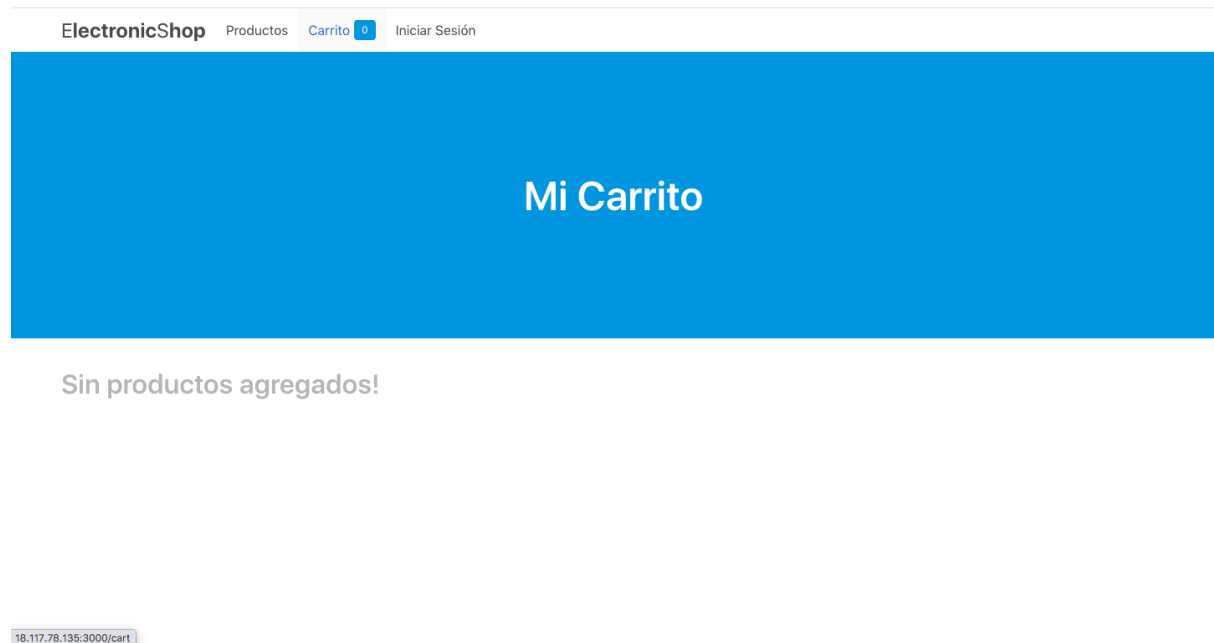 ElectronicShop Productos Carrito 0 Iniciar Sesión
Mi Carrito
Sin productos agregados!
18.117.78.135:3000/cart